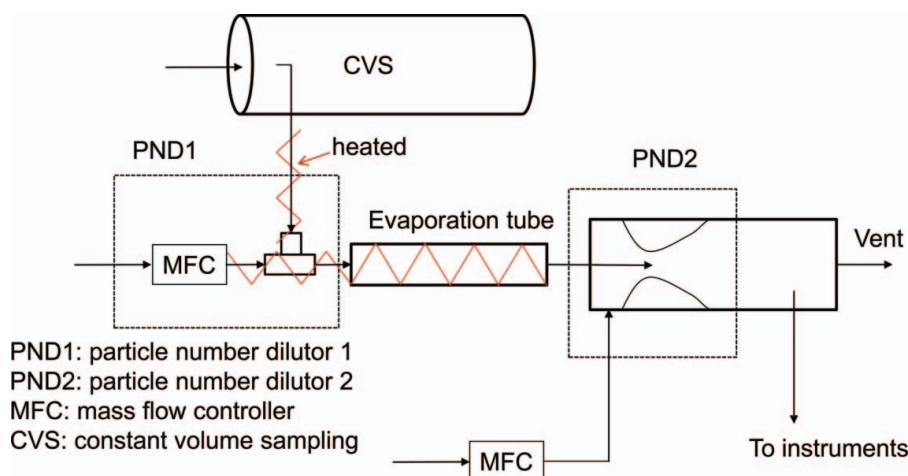 CVS
heated
PND1
PND2
Evaporation tube
Vent
MFC
PND1: particle number dilutor 1
PND2: particle number dilutor 2
MFC: mass flow controller
CVS: constant volume sampling
To instruments
MFC